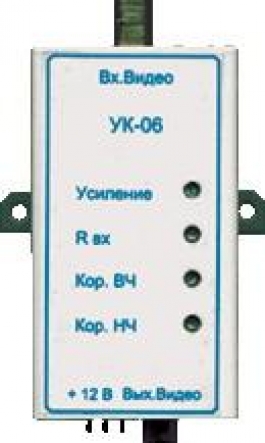 Вх.Видео
УК-06
Усиление
R вх
Кор. ВЧ
Кор. НЧ
+ 12 В Вых.Видео